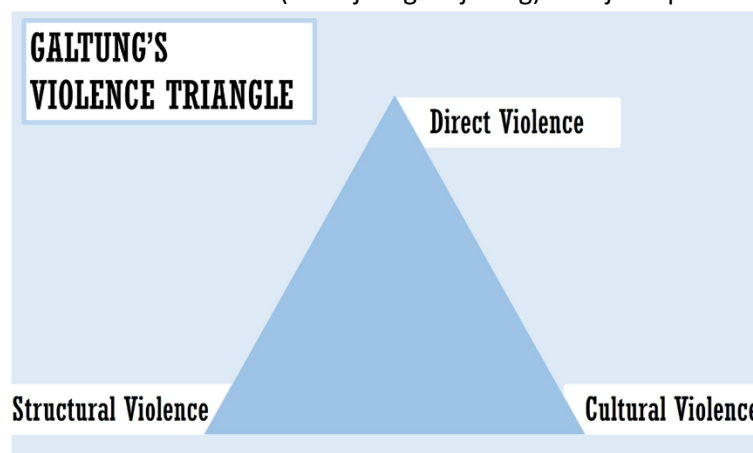 GALTUNG'S
VIOLENCE TRIANGLE
Direct Violence
Structural Violence
Cultural Violence